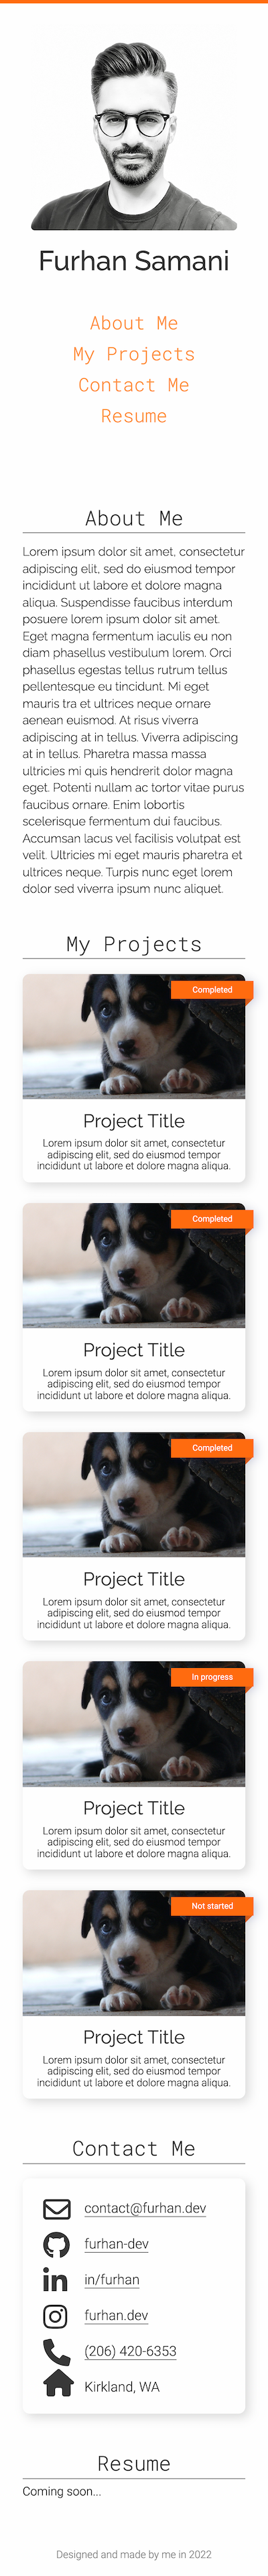 Furhan Samani
About Me
My Projects
Contact Me
Resume
About Me
Lorem ipsum dolor sit amet, consectetur
adipiscing elit, sed do eiusmod tempor
incididunt ut labore et dolore magna
aliqua. Suspendisse faucibus interdum
posuere lorem ipsum dolor sit amet.
Eget magna fermentum iaculis eu non
diam phasellus vestibulum lorem. Orci
phasellus egestas tellus rutrum tellus
pellentesque eu tincidunt. Mi eget
mauris tra et ultrices neque ornare
aenean euismod. At risus viverra
adipiscing at in tellus. Viverra adipiscing
at in tellus. Pharetra massa massa
ultricies mi quis hendrerit dolor magna
eget. Potenti nullam ac tortor vitae purus
faucibus ornare. Enim lobortis
scelerisque fermentum dui faucibus.
Accumsan lacus vel facilisis volutpat est
velit. Ultricies mi eget mauris pharetra et
ultrices neque. Turpis nunc eget lorem
dolor sed viverra ipsum nunc aliquet.
My Projects
Completed
Project Title
Lorem ipsum dolor sit amet, consectetur
adipiscing elit, sed do eiusmod tempor
incididunt ut labore et dolore magna aliqua.
Completed
Project Title
Lorem ipsum dolor sit amet, consectetur
adipiscing elit, sed do eiusmod tempor
incididunt ut labore et dolore magna aliqua.
Completed
Project Title
Lorem ipsum dolor sit amet, consectetur
adipiscing elit, sed do eiusmod tempor
incididunt ut labore et dolore magna aliqua.
In progress
Project Title
Lorem ipsum dolor sit amet, consectetur
adipiscing elit, sed do eiusmod tempor
incididunt ut labore et dolore magna aliqua.
Not started
Project Title
Lorem ipsum dolor sit amet, consectetur
adipiscing elit, sed do eiusmod tempor
incididunt ut labore et dolore magna aliqua.
Contact Me
contact@furhan.dev
furhan-dev
in/furhan
furhan.dev
(206) 420-6353
Kirkland, WA
Resume
Coming soon...
Designed and made by me in 2022